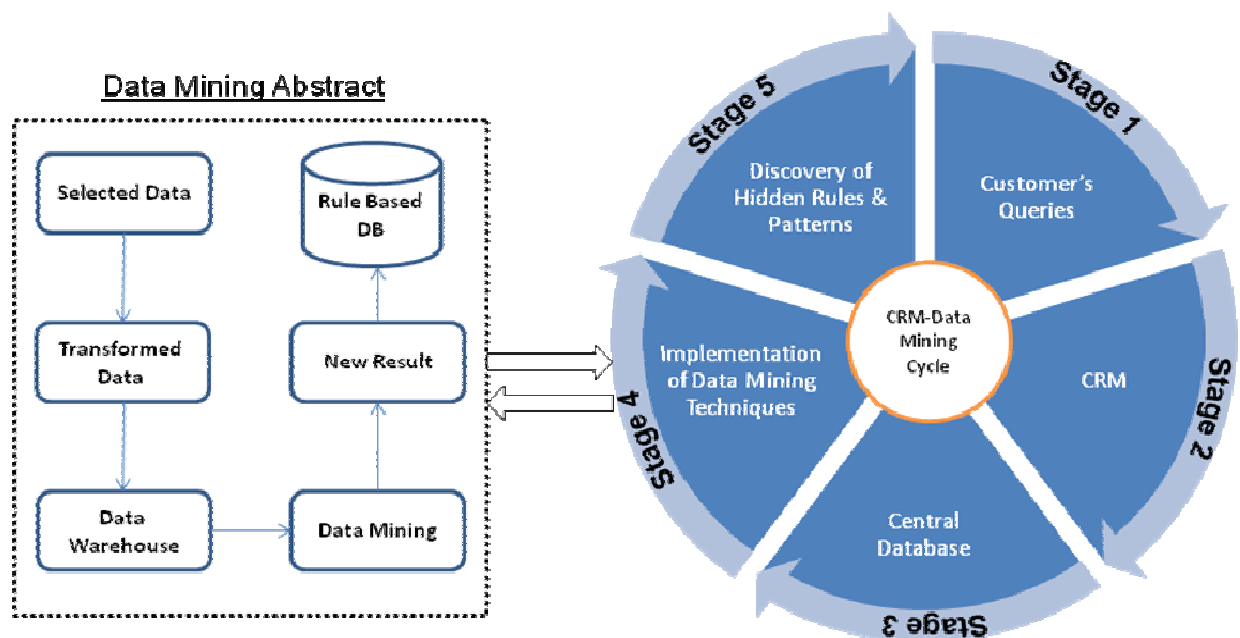 Data Mining Abstract
Selected Data
Transformed
Data
Data
Warehouse
Data Mining
New Result
Rule Based
DB
Stage 1
Customer's
Queries
Stage 2
CRM
Stage 3
Central
Database
Stage 4
Implementation
of Data Mining
Techniques
Stage 5
Discovery of
Hidden Rules &
Patterns
CRM-Data
Mining
Cycle